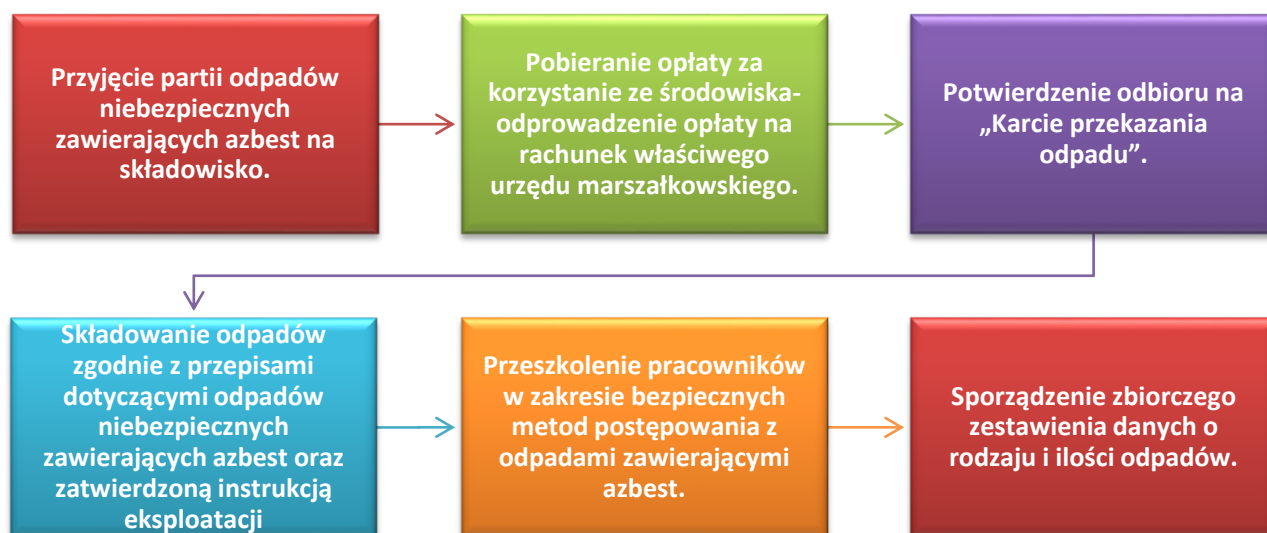 Przyjęcie partii odpadów
niebezpiecznych
zawierających azbest na
składowisko.
Pobieranie opłaty za
korzystanie ze środowiska-
odprowadzenie opłaty na
rachunek właściwego
urzędu marszałkowskiego.
Potwierdzenie odbioru na
„Karcie przekazania
odpadu”.
Składowanie odpadów
zgodnie z przepisami
dotyczącymi odpadów
niebezpiecznych
zawierających azbest oraz
zatwierdzoną instrukcją
eksploatacji
Przeszkolenie pracowników
w zakresie bezpiecznych
metod postępowania z
odpadami zawierającymi
azbest.
Sporządzenie zbiorczego
zestawienia danych o
rodzaju i ilości odpadów.